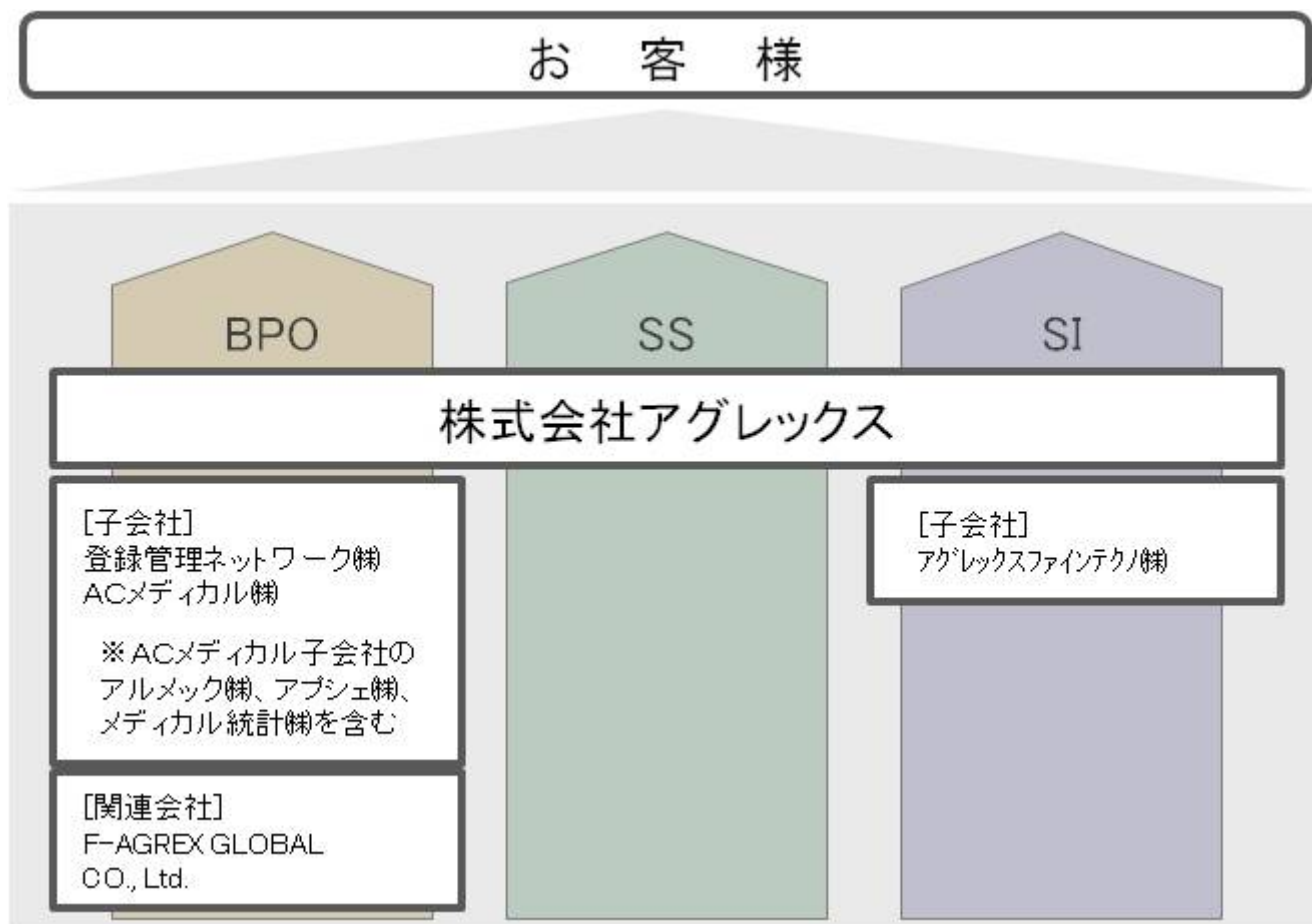 お 客 様
BPO
SS
SI
株式会社アグレックス
[子会社]
登録管理ネットワーク㈱
ACメディカル㈱
※ACメディカル子会社の
アルメック㈱、アプシェ㈱、
メディカル統計㈱を含む
[関連会社]
F-AGREX GLOBAL
CO., Ltd.
[子会社]
アグレックスファインテクノ㈱